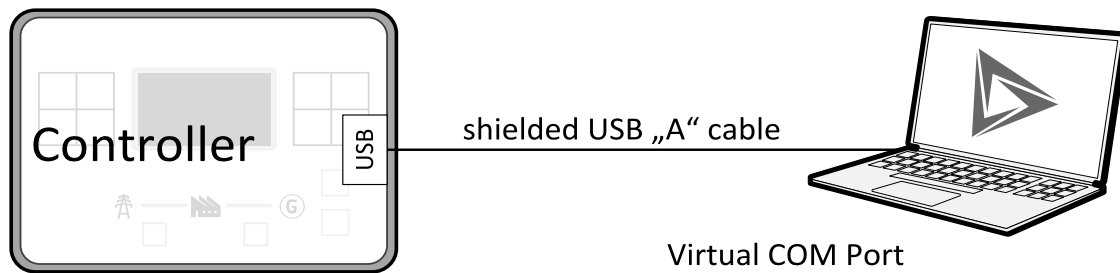 shielded USB „A“ cable
Controller
USB
G
Virtual COM Port